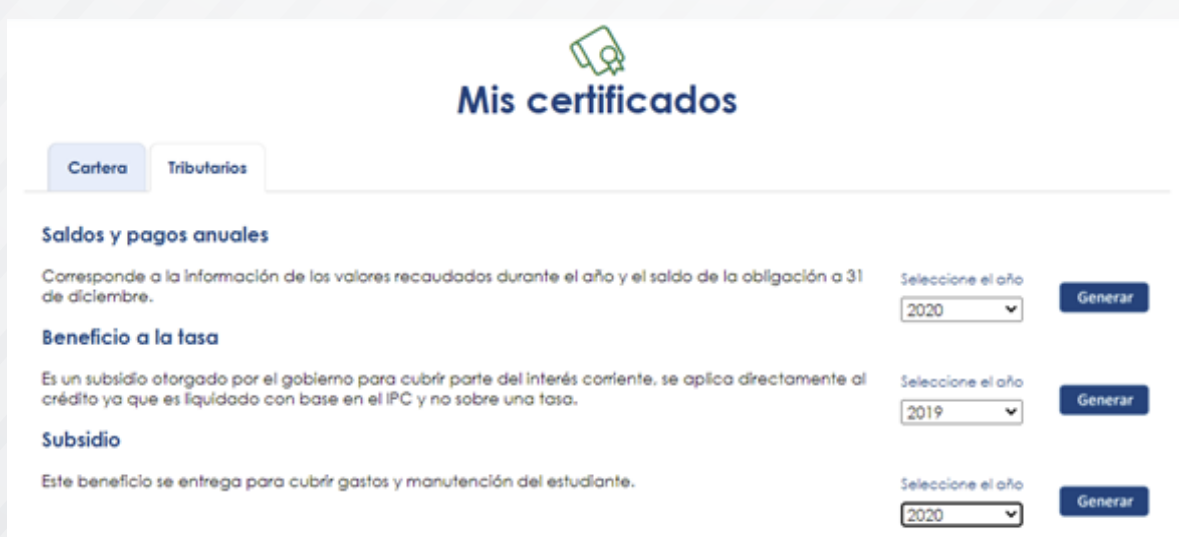 Mis certificados
Cartera
Tributarios
Saldos y pagos anuales
Corresponde a la información de los valores recaudados durante el año y el saldo de la obligación a 31
de diciembre.
Seleccione el año
2020
Generar
Beneficio a la tasa
Es un subsidio otorgado por el gobierno para cubrir parte del interés corriente, se aplica directamente al
crédito ya que es liquidado con base en el IPC y no sobre una tasa.
Seleccione el año
2019
Generar
Subsidio
Este beneficio se entrega para cubrir gastos y manutención del estudiante.
Seleccione el año
2020
Generar